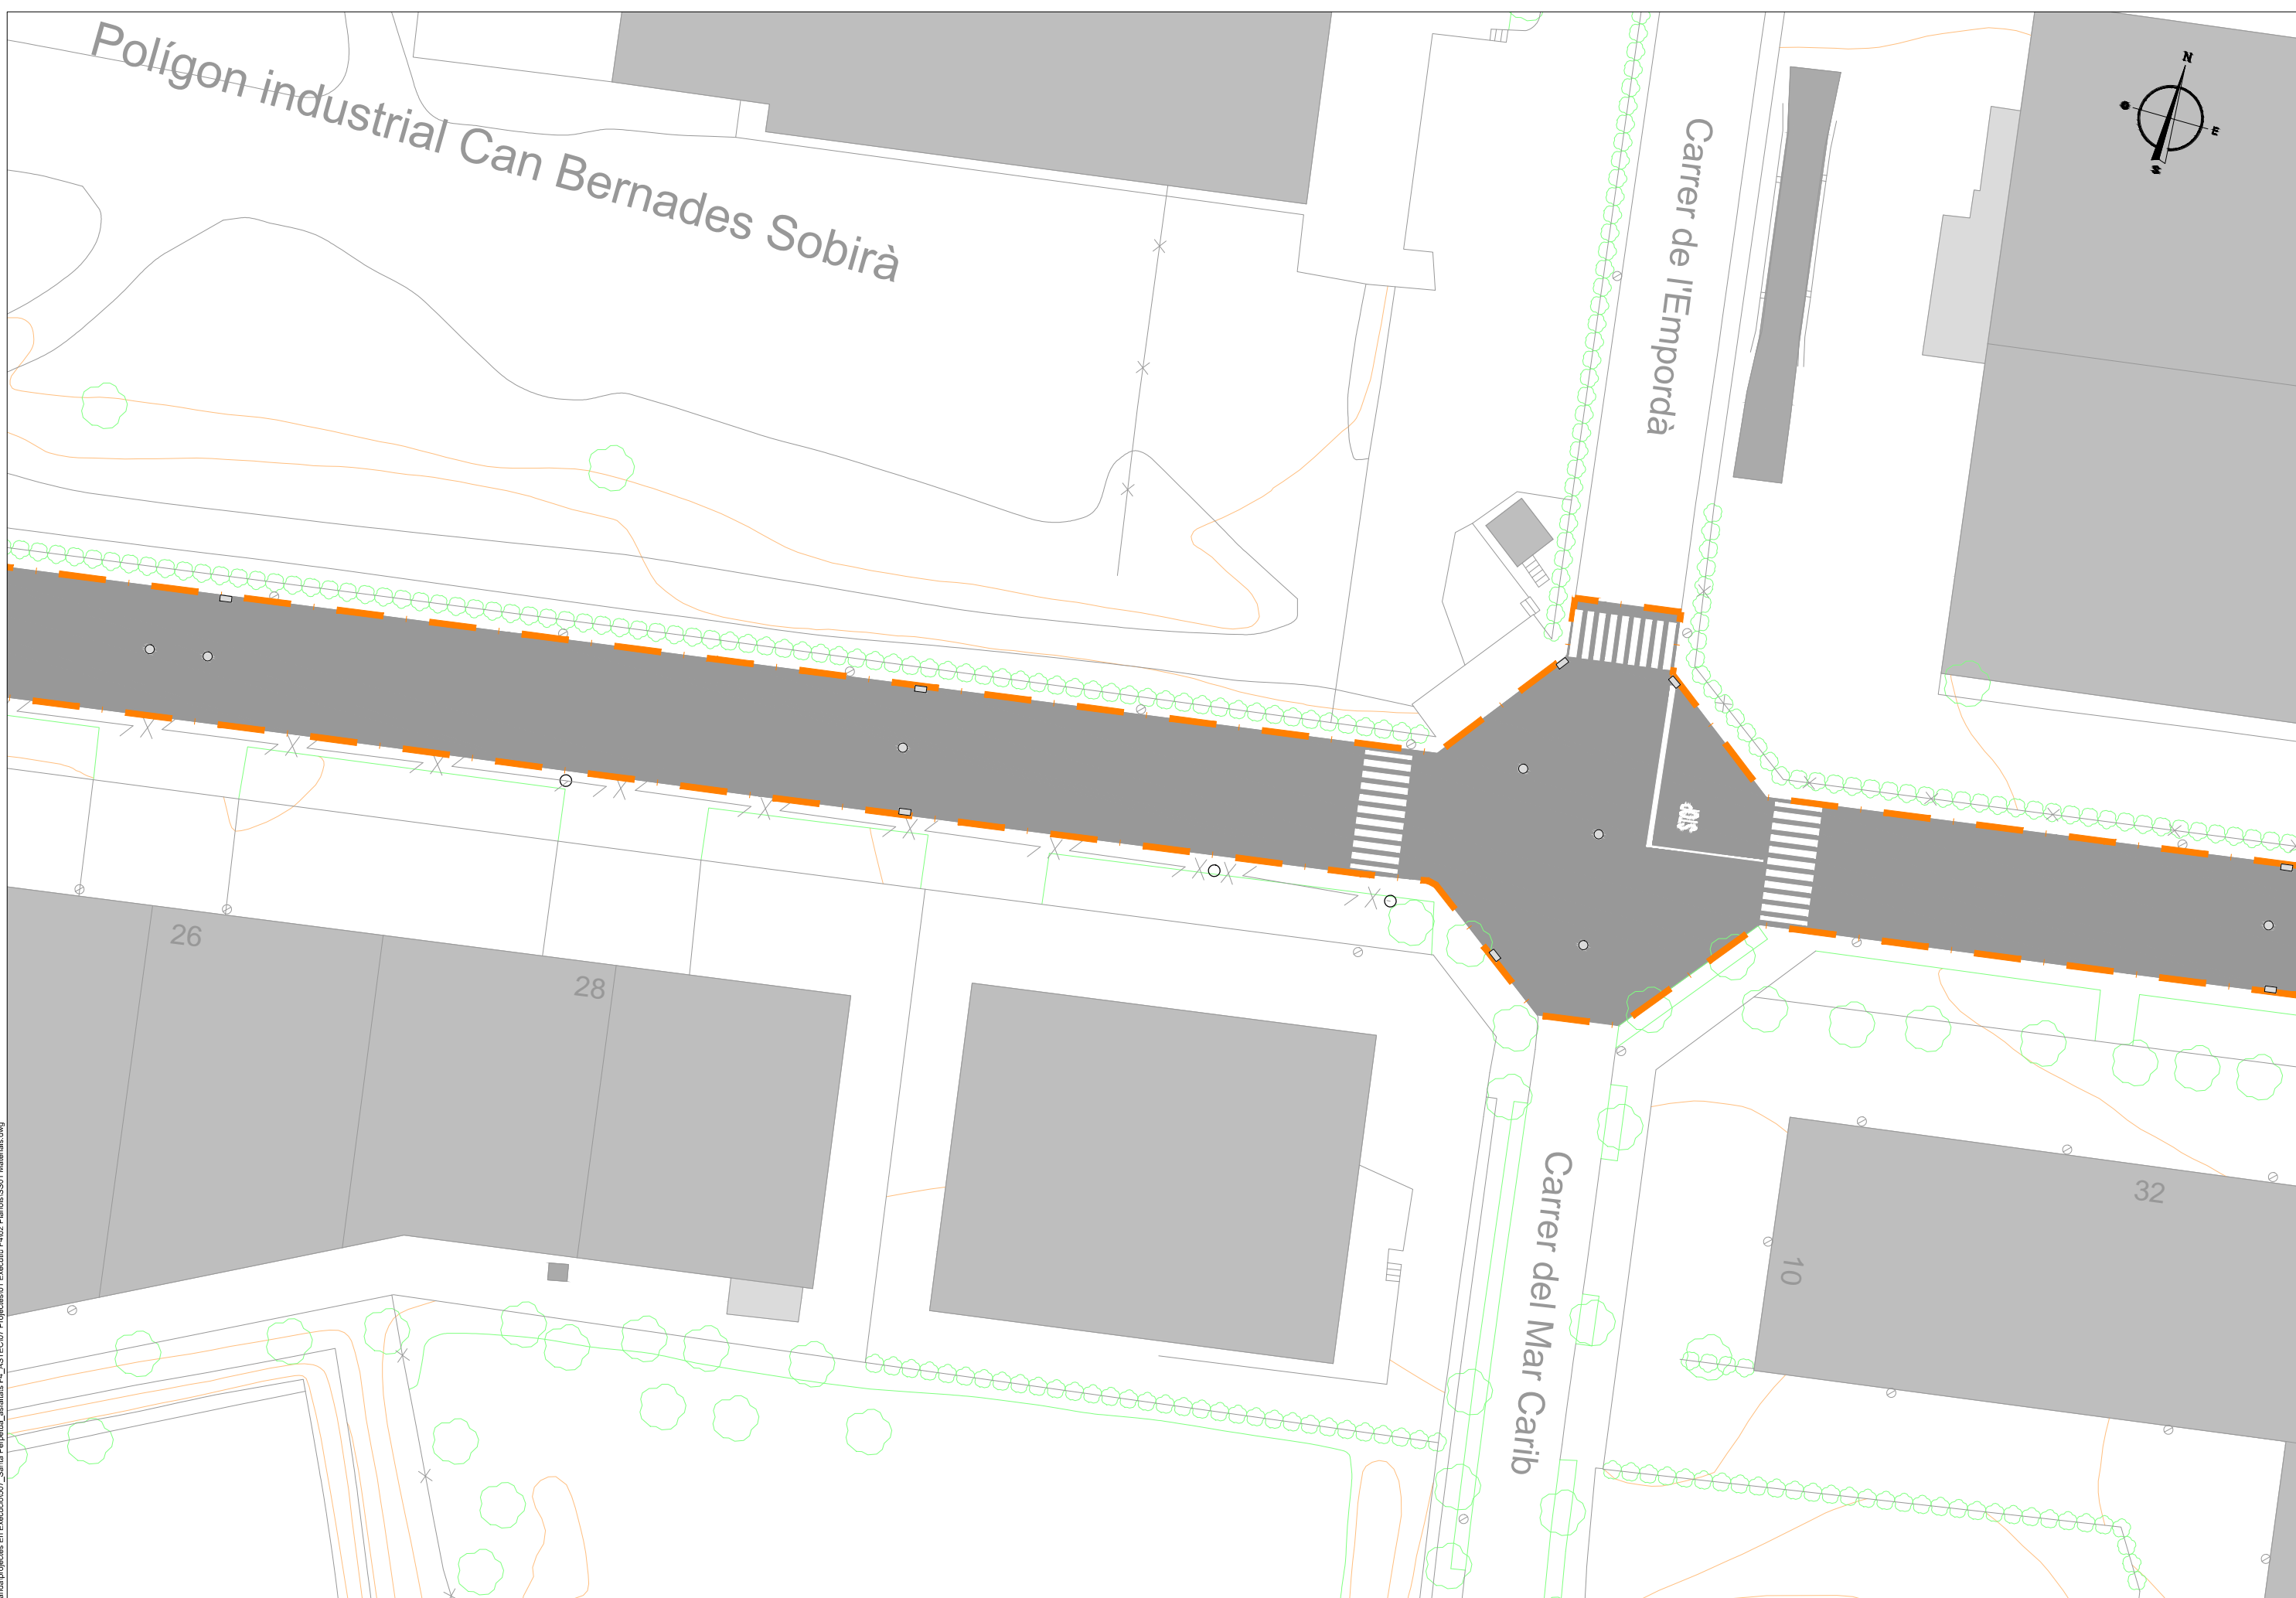 Polígon industrial Can Bernades Sobirà
N
E
Carrer de l'Empordà
26
28
32
10
Carrer del Mar Carib